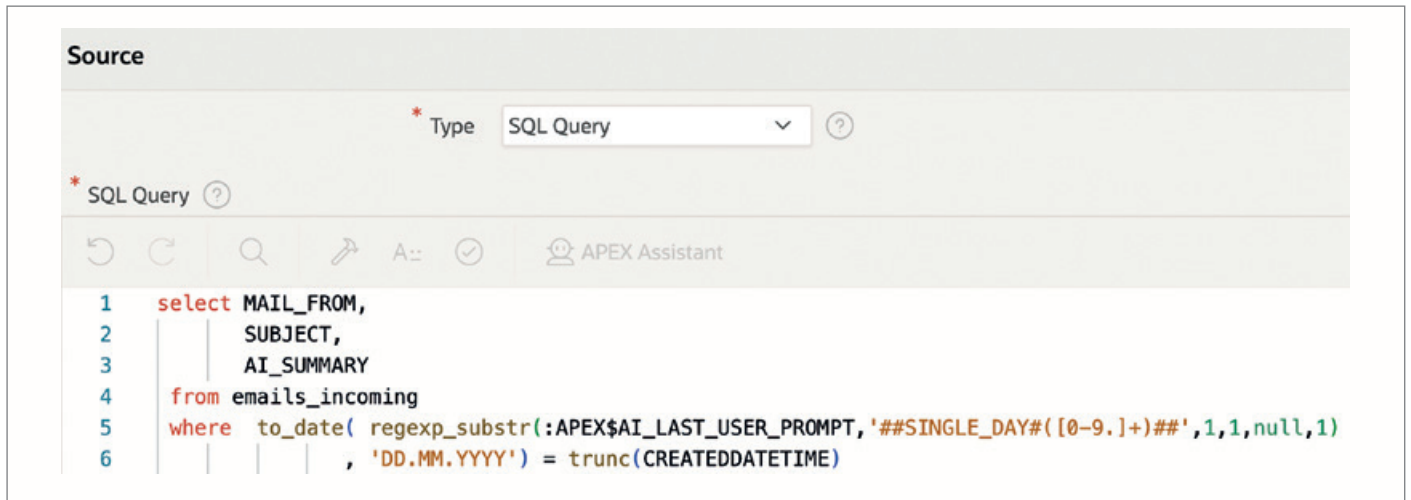 Source
* Type SQL Query ?
* SQL Query ?
A:: APEX Assistant
1 select MAIL_FROM,
2 SUBJECT,
3 AI_SUMMARY
4 from emails_incoming
5 where to_date( regexp_substr(:APEX$AI_LAST_USER_PROMPT,'##SINGLE_DAY#([0-9.]+)##',1,1,null,1)
6 , 'DD.MM.YYYY') = trunc(CREATEDDATETIME)